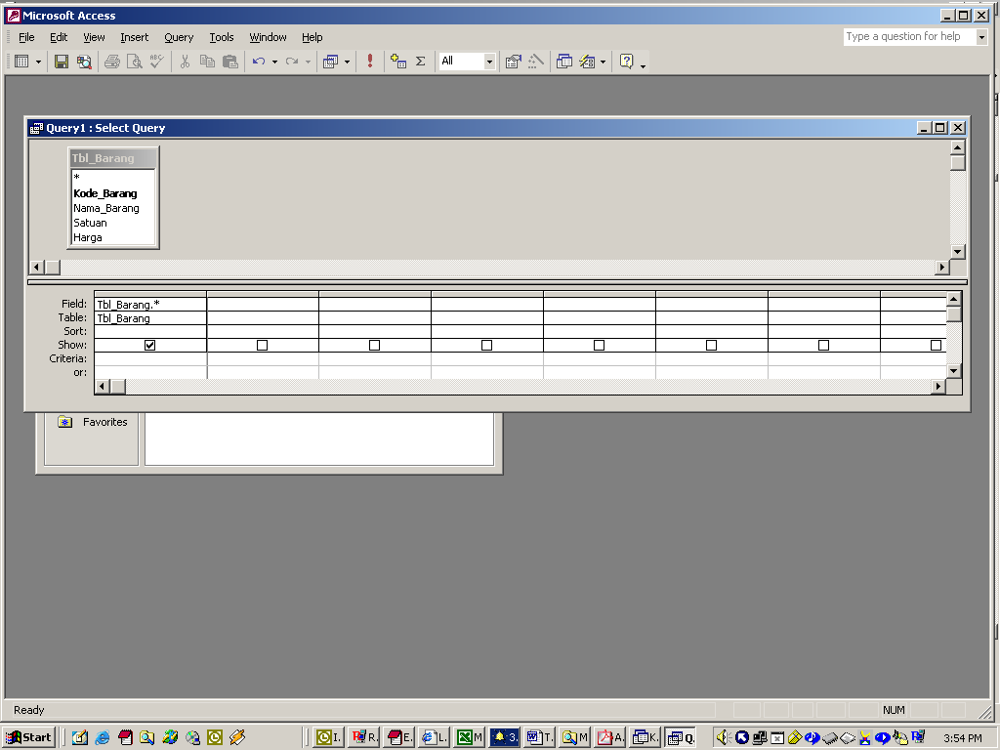 Microsoft Access
File Edit View Insert Query Tools Window Help
Type a question for help
All
Query1 : Select Query
Tbl_Barang
*
Kode_Barang
Nama_Barang
Satuan
Harga
Field: Tbl_Barang.*
Table: Tbl_Barang
Sort:
Show:
Criteria:
or:
Favorites
Ready
NUM
Start I. R. E. L. M 3. T. M A. K. Q. 3:54 PM